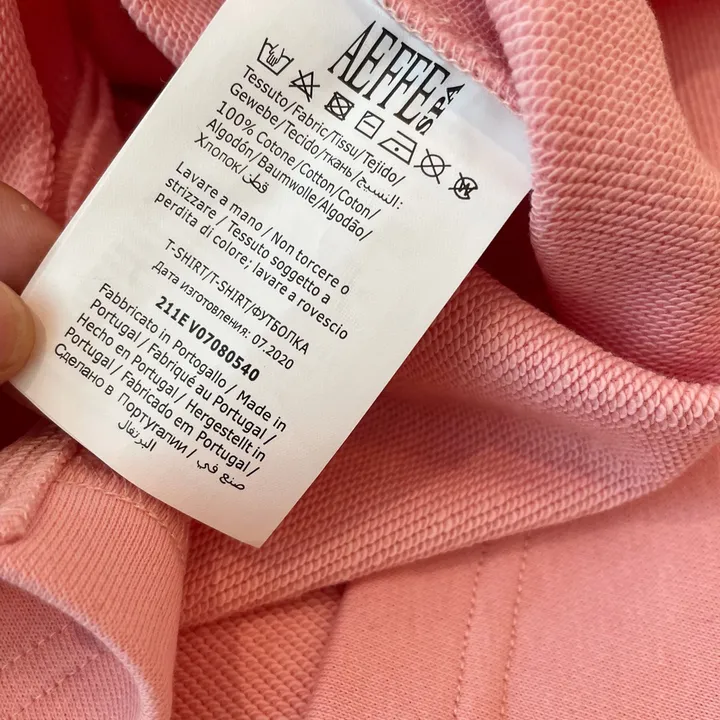 AEFFE SPA
Tessuto/Fabric/Tissu/Tejido/
Gewebe/Tecido/ткань/النسيج:
100% Cotone/Cotton/Coton/
Algodón/Baumwolle/Algodão/
Хлопок/قطن
Lavare a mano / Non torcere o
strizzare / Tessuto soggetto a
perdita di colore; lavare a rovescio
T-SHIRT/T-SHIRT/ФУТБОЛКА
Дата изготовления: 07.2020
211E V07080540
Fabbricato in Portogallo / Made in
Portugal / Fabriqué au Portugal /
Hecho en Portugal / Hergestellt in
Portugal / Fabricado em Portugal /
Сделано в Португалии / صنع في
البرتغال